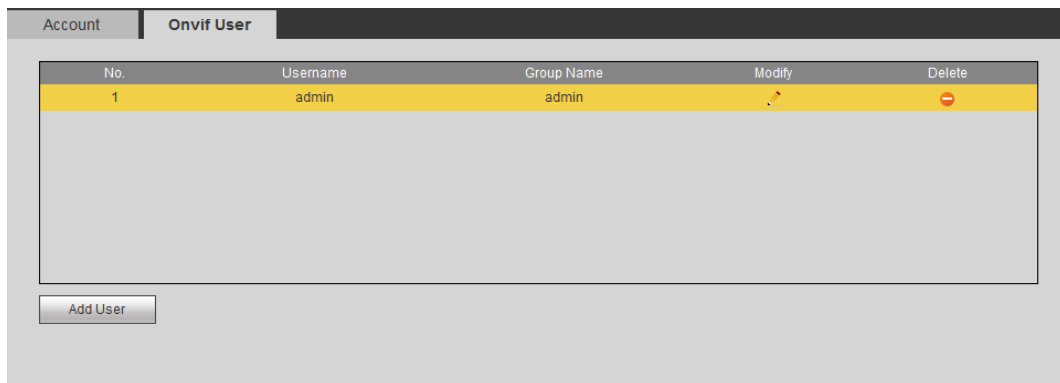 Account Onvif User
No. Username Group Name Modify Delete
1 admin admin
Add User